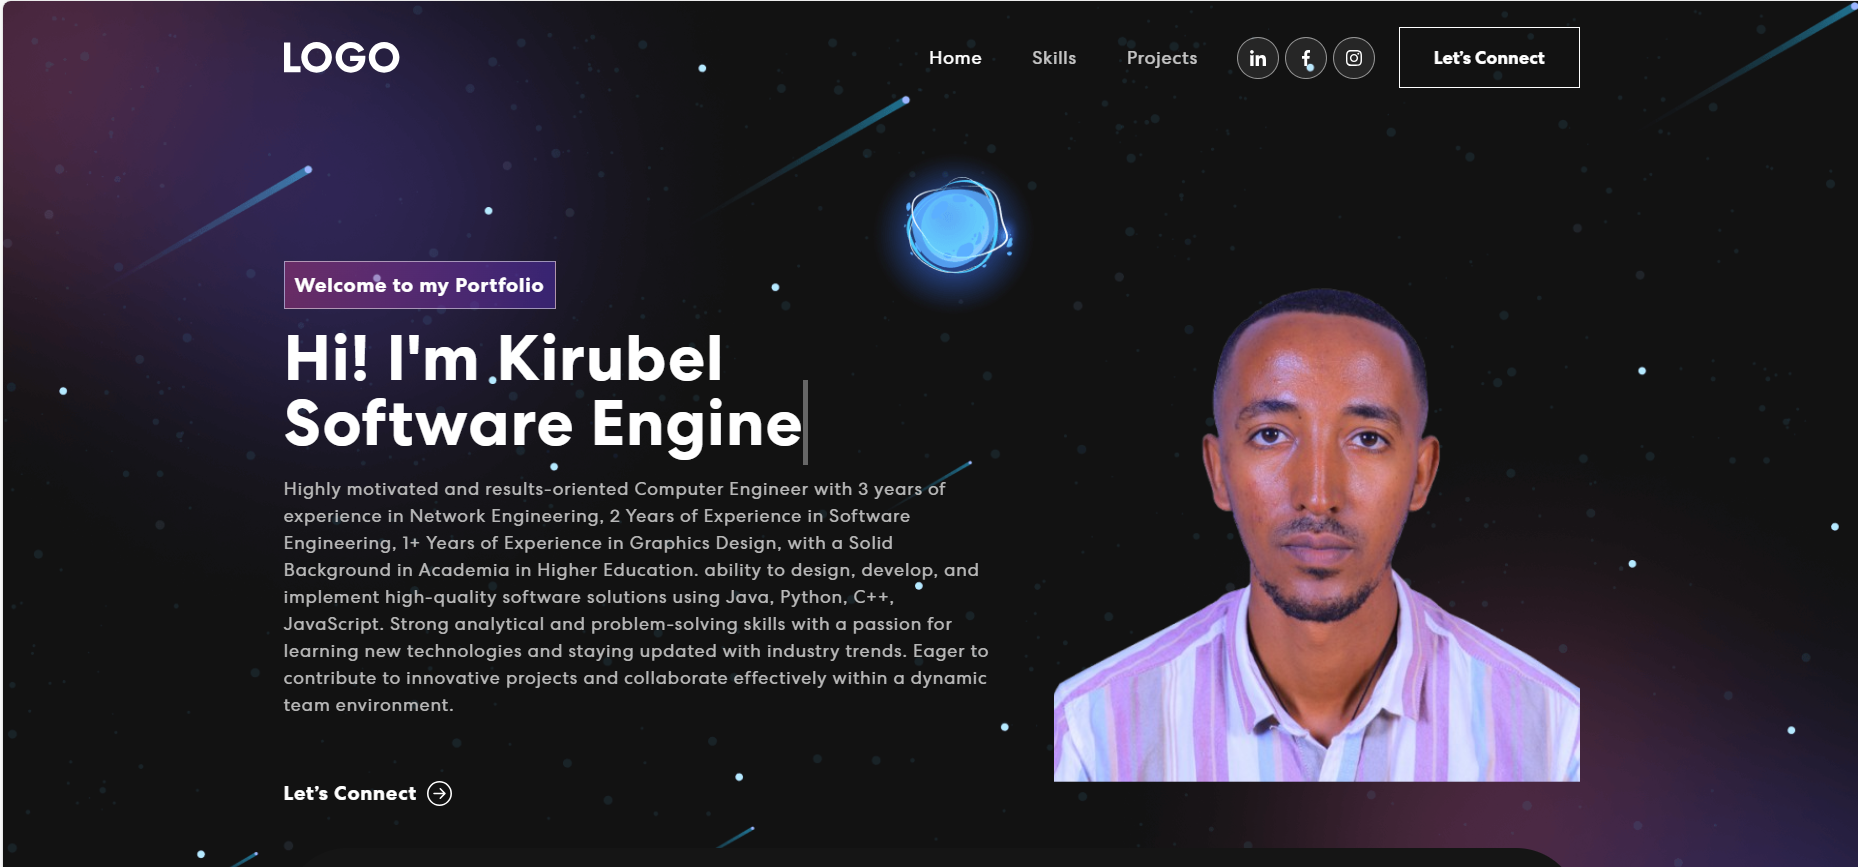 LOGO
Home
Skills
Projects
Let's Connect
Welcome to my Portfolio
Hi! I'm Kirubel
Software Engine
Highly motivated and results-oriented Computer Engineer with 3 years of
experience in Network Engineering, 2 Years of Experience in Software
Engineering, 1+ Years of Experience in Graphics Design, with a Solid
Background in Academia in Higher Education. ability to design, develop, and
implement high-quality software solutions using Java, Python, C++,
JavaScript. Strong analytical and problem-solving skills with a passion for
learning new technologies and staying updated with industry trends. Eager to
contribute to innovative projects and collaborate effectively within a dynamic
team environment.
Let's Connect